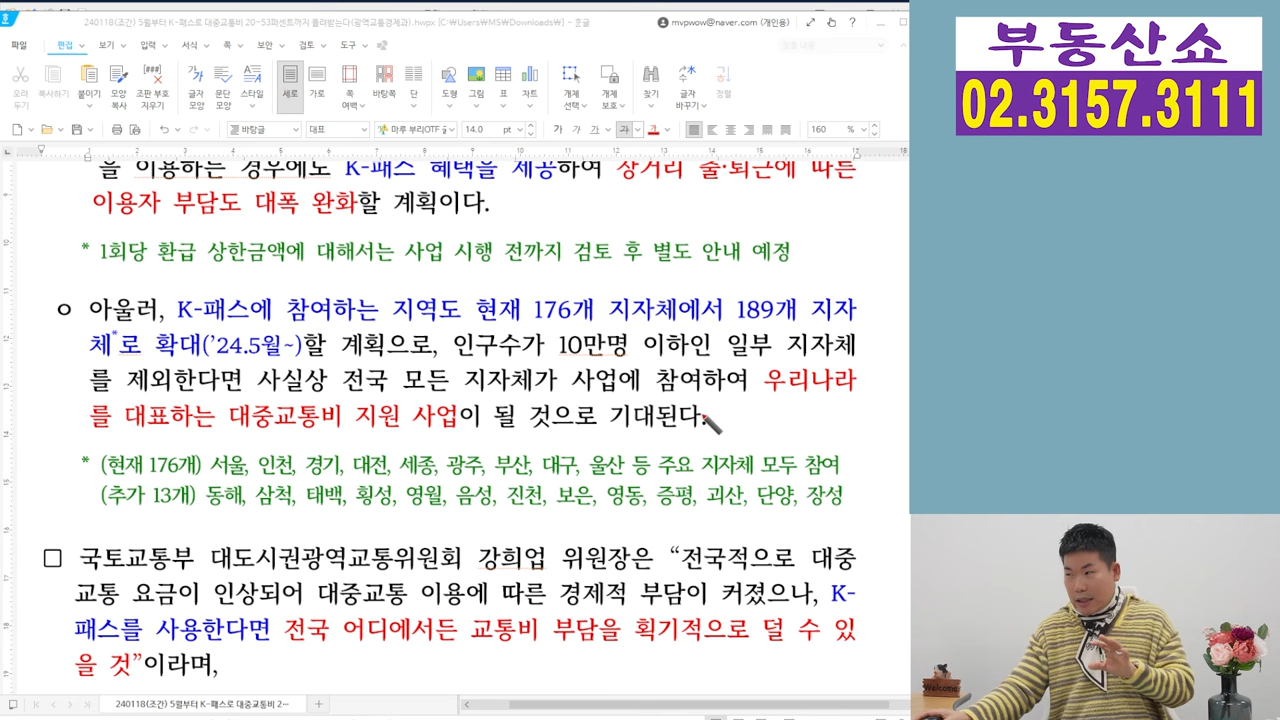 240118(조간) 5월부터 K-패스로 대중교통비 20~53퍼센트까지 돌려받는다(광역교통경제과).hwpx [C:₩Users₩MS₩Downloads₩] - 한글
mvpwow@naver.com (개인용)
파일 편집 보기 입력 서식 쪽 보안 검토 도구
오려 두기 복사하기 붙이기 모양 복사 조판 부호 지우기 글자 모양 문단 모양 스타일 세로 가로 쪽 여백 바탕쪽 단 도형 그림 표 차트 개체 선택 개체 보호 찾기 글자 바꾸기 정렬
바탕글 대표 마루 부리OTF 14.0 pt 160 %
을 이용하는 경우에도 K-패스 혜택을 제공하여 장거리 출·퇴근에 따른
이용자 부담도 대폭 완화할 계획이다.
* 1회당 환급 상한금액에 대해서는 사업 시행 전까지 검토 후 별도 안내 예정
ㅇ 아울러, K-패스에 참여하는 지역도 현재 176개 지자체에서 189개 지자
체*로 확대('24.5월~)할 계획으로, 인구수가 10만명 이하인 일부 지자체
를 제외한다면 사실상 전국 모든 지자체가 사업에 참여하여 우리나라
를 대표하는 대중교통비 지원 사업이 될 것으로 기대된다.
* (현재 176개) 서울, 인천, 경기, 대전, 세종, 광주, 부산, 대구, 울산 등 주요 지자체 모두 참여
(추가 13개) 동해, 삼척, 태백, 횡성, 영월, 음성, 진천, 보은, 영동, 증평, 괴산, 단양, 장성
□ 국토교통부 대도시권광역교통위원회 강희업 위원장은 “전국적으로 대중
교통 요금이 인상되어 대중교통 이용에 따른 경제적 부담이 커졌으나, K-
패스를 사용한다면 전국 어디에서든 교통비 부담을 획기적으로 덜 수 있
을 것”이라며,
240118(조간) 5월부터 K-패스로 대중교통비 2···
부동산쇼
02.3157.3111
Welcome